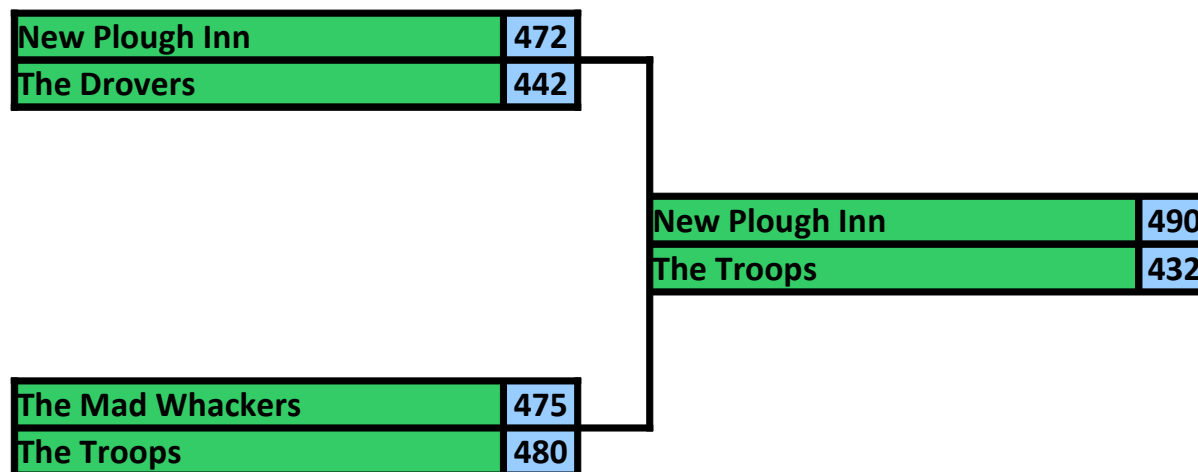 New Plough Inn 472
The Drovers 442
New Plough Inn 490
The Troops 432
The Mad Whackers 475
The Troops 480